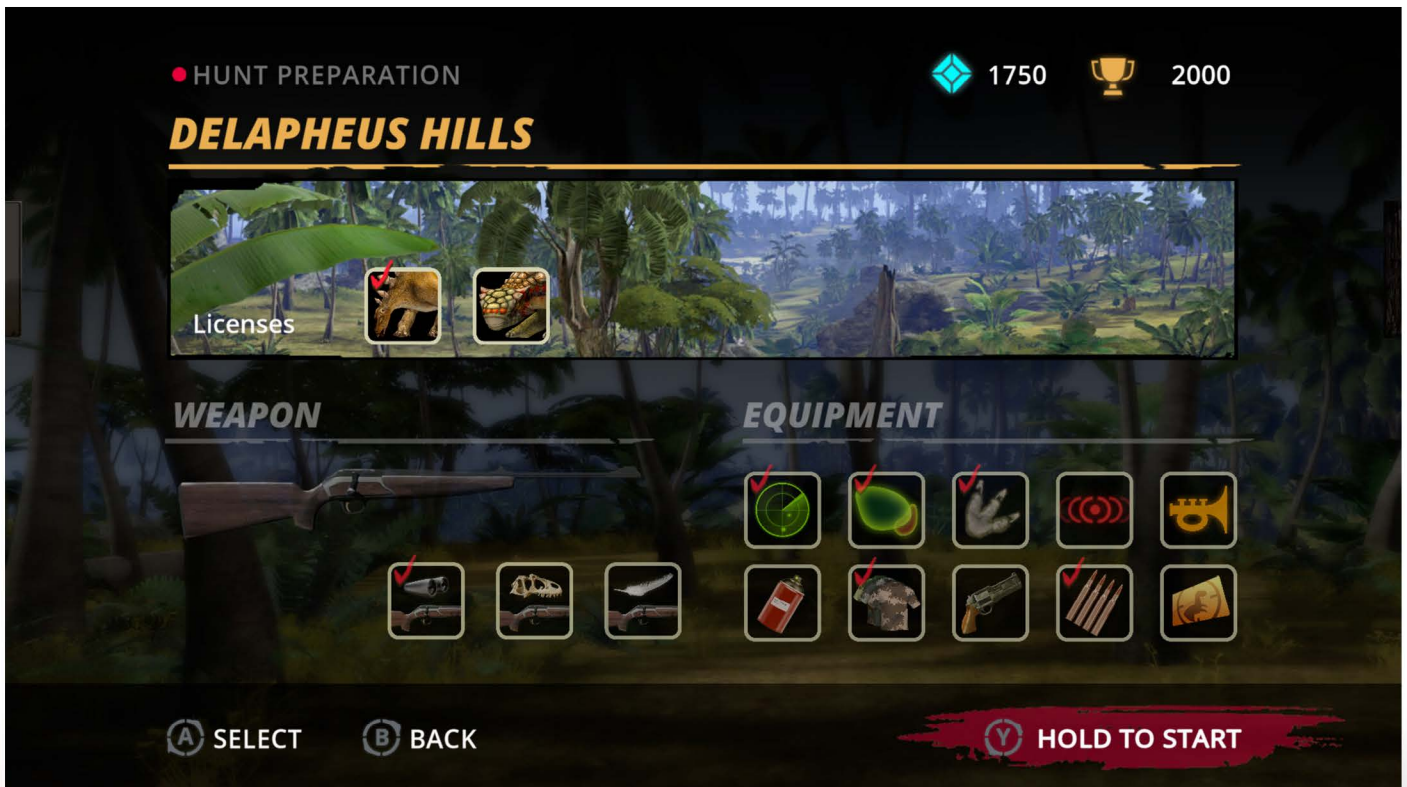 HUNT PREPARATION
1750
2000
DELAPHEUS HILLS
Licenses
WEAPON
EQUIPMENT
A SELECT
B BACK
Y HOLD TO START